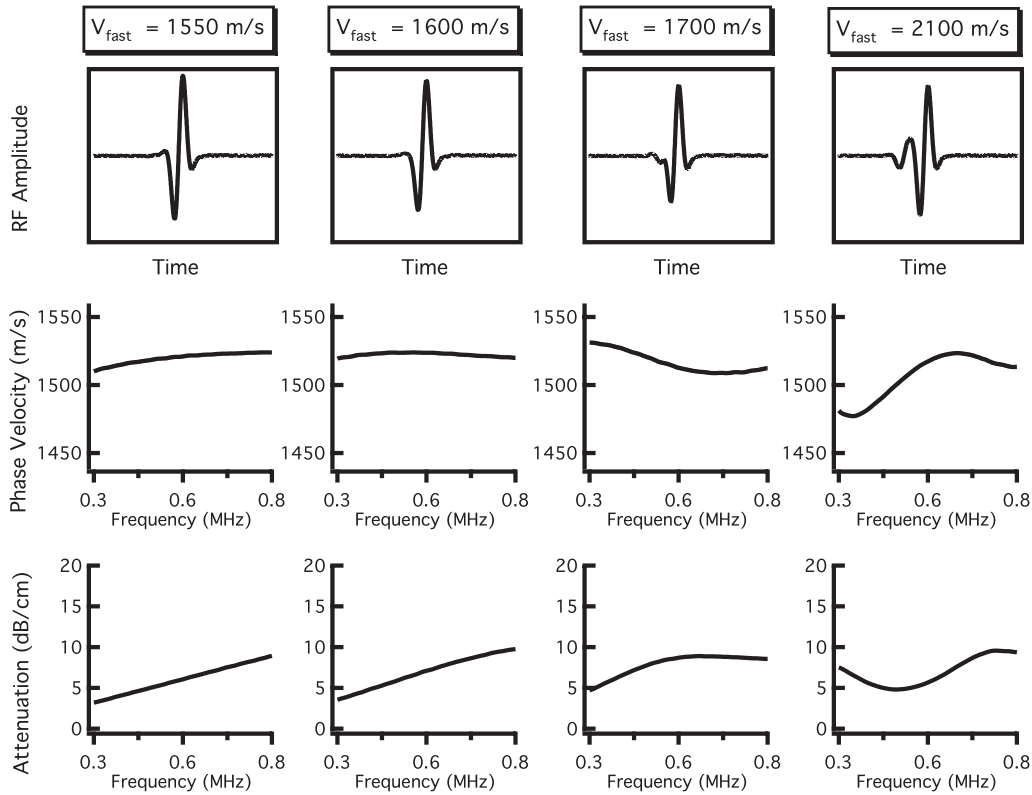 V fast = 1550 m/s
V fast = 1600 m/s
V fast = 1700 m/s
V fast = 2100 m/s
RF Amplitude
Time
Time
Time
Time
Phase Velocity (m/s)
1550
1500
1450
0.3 0.6 0.8
Frequency (MHz)
1550
1500
1450
0.3 0.6 0.8
Frequency (MHz)
1550
1500
1450
0.3 0.6 0.8
Frequency (MHz)
1550
1500
1450
0.3 0.6 0.8
Frequency (MHz)
Attenuation (dB/cm)
20
15
10
5
0
0.3 0.6 0.8
Frequency (MHz)
20
15
10
5
0
0.3 0.6 0.8
Frequency (MHz)
20
15
10
5
0
0.3 0.6 0.8
Frequency (MHz)
20
15
10
5
0
0.3 0.6 0.8
Frequency (MHz)